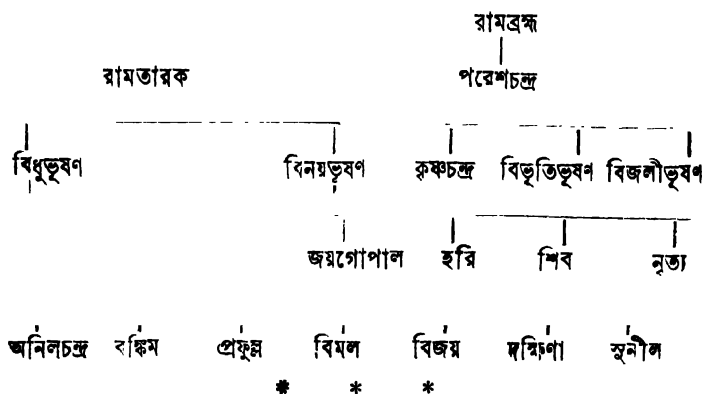 রামব্রহ্ম
রামতারক পরেশচন্দ্র
বিধুভূষণ বিনয়ভূষণ কৃষ্ণচন্দ্র বিভূতিভূষণ বিজলীভূষণ
জয়গোপাল হরি শিব নৃত্য
অনিলচন্দ্র বঙ্কিম প্রফুল্ল বিমল বিজয় দক্ষিণা সুনীল
* * *